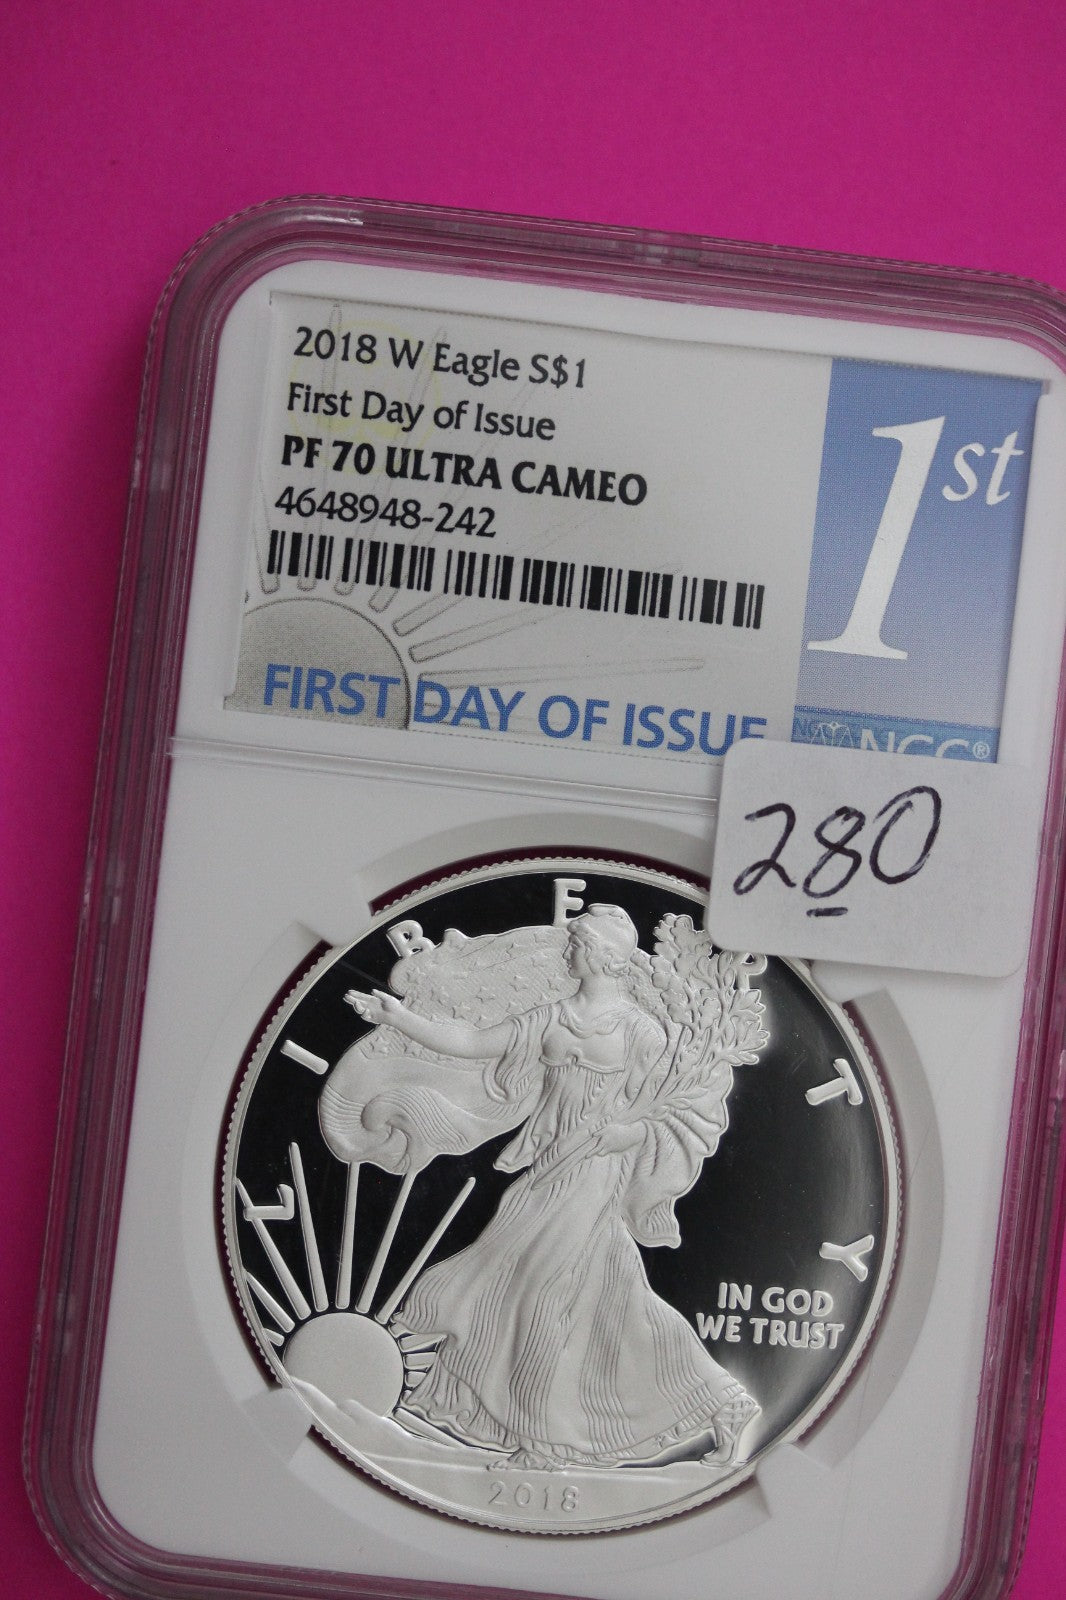 2018 W Eagle S$1
First Day of Issue
PF 70 ULTRA CAMEO
4648948-242
1st
FIRST DAY OF ISSUE
NGC®
280
LIBERTY
IN GOD
WE TRUST
2018